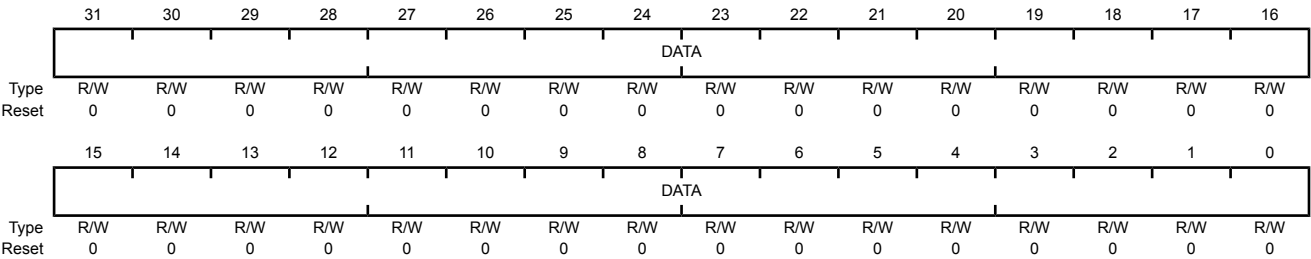 31 30 29 28 27 26 25 24 23 22 21 20 19 18 17 16
DATA
Type R/W R/W R/W R/W R/W R/W R/W R/W R/W R/W R/W R/W R/W R/W R/W R/W
Reset 0 0 0 0 0 0 0 0 0 0 0 0 0 0 0 0
15 14 13 12 11 10 9 8 7 6 5 4 3 2 1 0
DATA
Type R/W R/W R/W R/W R/W R/W R/W R/W R/W R/W R/W R/W R/W R/W R/W R/W
Reset 0 0 0 0 0 0 0 0 0 0 0 0 0 0 0 0